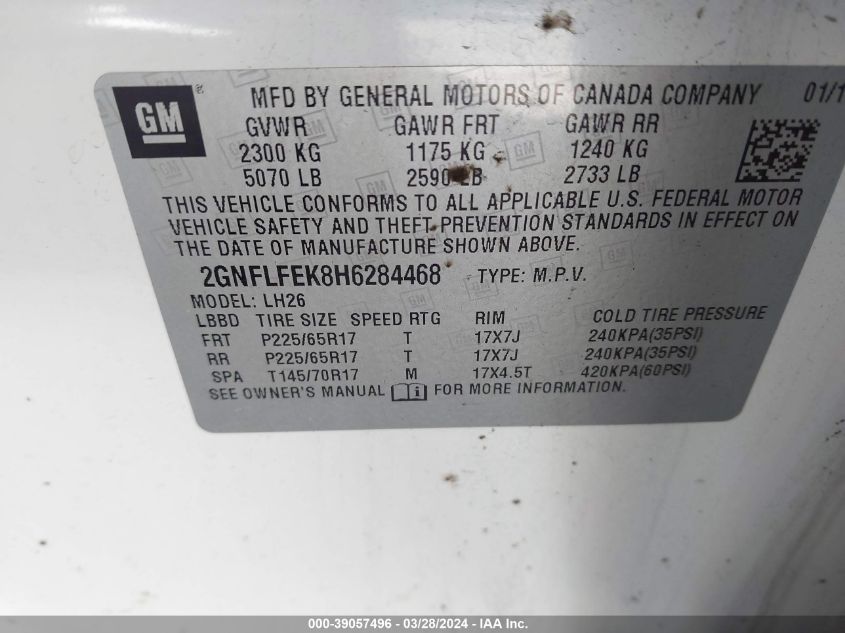 GM MFD BY GENERAL MOTORS OF CANADA COMPANY 01/1
GVWR GAWR FRT GAWR RR
2300 KG 1175 KG 1240 KG
5070 LB 2590 LB 2733 LB
THIS VEHICLE CONFORMS TO ALL APPLICABLE U.S. FEDERAL MOTOR
VEHICLE SAFETY AND THEFT PREVENTION STANDARDS IN EFFECT ON
THE DATE OF MANUFACTURE SHOWN ABOVE.
2GNFLFEK8H6284468 TYPE: M.P.V.
MODEL: LH26
LBBD TIRE SIZE SPEED RTG RIM COLD TIRE PRESSURE
FRT P225/65R17 T 17X7J 240KPA(35PSI)
RR P225/65R17 T 17X7J 240KPA(35PSI)
SPA T145/70R17 M 17X4.5T 420KPA(60PSI)
SEE OWNER'S MANUAL FOR MORE INFORMATION.
000-39057496 - 03/28/2024 - IAA Inc.